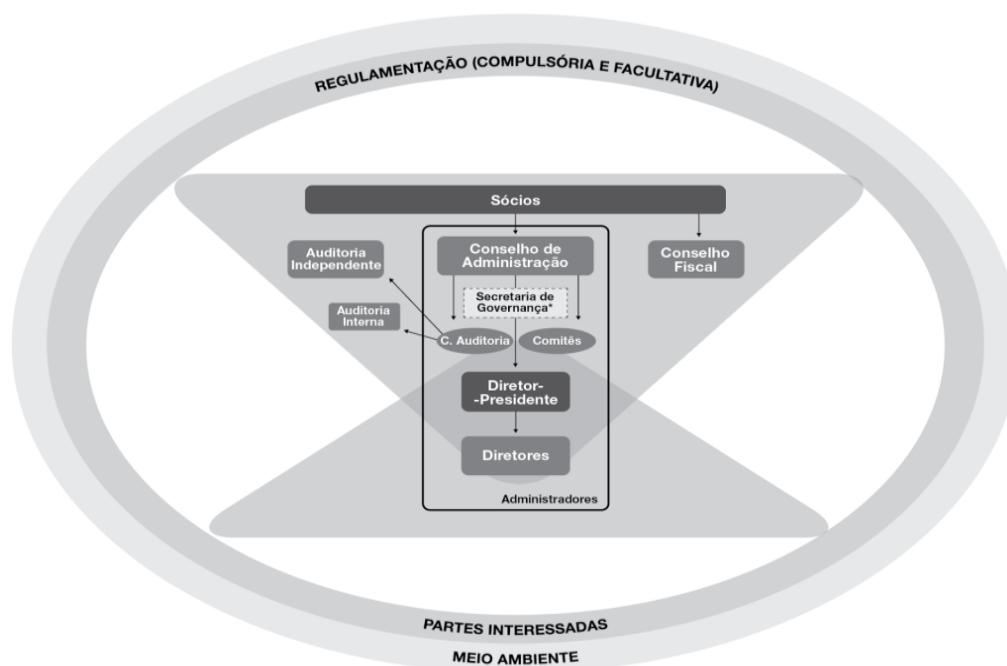 REGULAMENTAÇÃO (COMPULSÓRIA E FACULTATIVA)
Sócios
Auditoria
Independente
Conselho de
Administração
Conselho
Fiscal
Secretaria de
Governança*
Auditoria
Interna
C. Auditoria
Comitês
Diretor-
-Presidente
Diretores
Administradores
PARTES INTERESSADAS
MEIO AMBIENTE